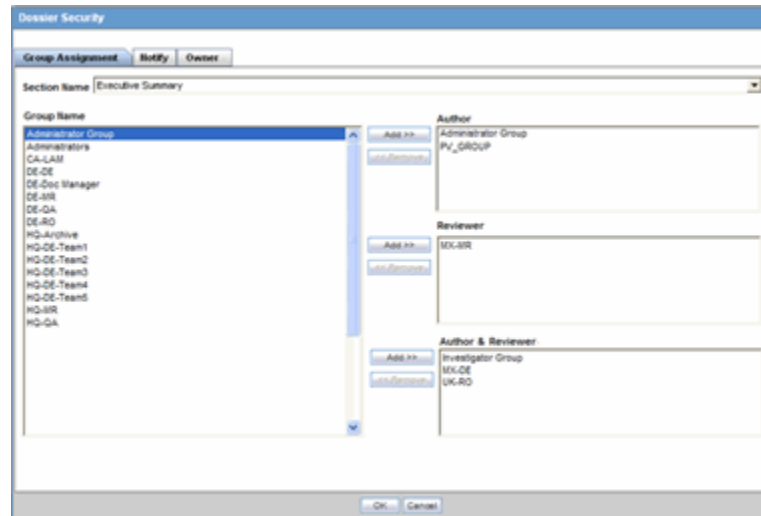 Dossier Security
Group Assignment Notify Owner
Section Name Executive Summary
Group Name
Administrator Group
Administrators
CA-LAM
DE-DE
DE-Doc Manager
DE-MR
DE-QA
DE-RO
HQ-Archive
HQ-DE-Team1
HQ-DE-Team2
HQ-DE-Team3
HQ-DE-Team4
HQ-DE-Team5
HQ-MR
HQ-QA
Author
Add >>
<< Remove
Administrator Group
PV_GROUP
Reviewer
Add >>
<< Remove
MX-MR
Author & Reviewer
Add >>
<< Remove
Investigator Group
MX-DE
UK-RO
OK Cancel